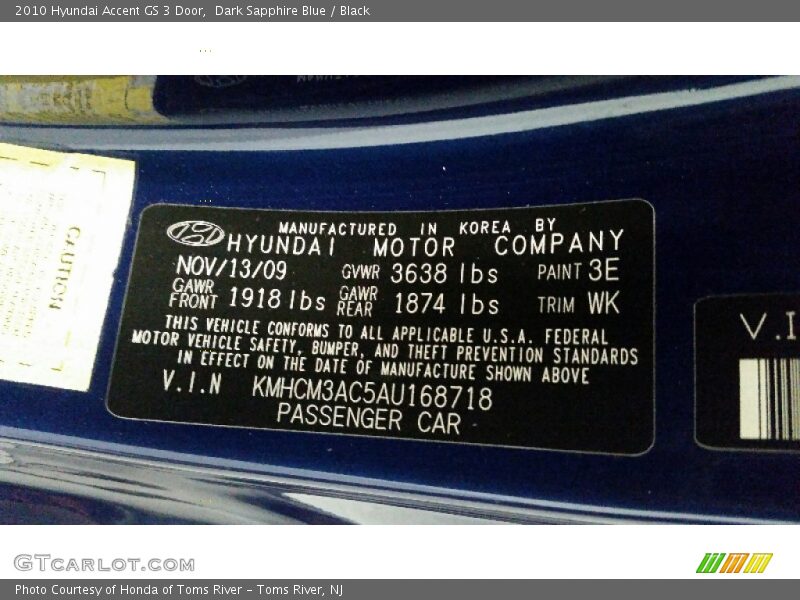 2010 Hyundai Accent GS 3 Door,  Dark Sapphire Blue / Black
...
CAUTION
MANUFACTURED IN KOREA BY
HYUNDAI MOTOR COMPANY
NOV/13/09 GVWR 3638 lbs PAINT 3E
GAWR FRONT 1918 lbs GAWR REAR 1874 lbs TRIM WK
THIS VEHICLE CONFORMS TO ALL APPLICABLE U.S.A. FEDERAL
MOTOR VEHICLE SAFETY, BUMPER, AND THEFT PREVENTION STANDARDS
IN EFFECT ON THE DATE OF MANUFACTURE SHOWN ABOVE
V.I.N KMHCM3AC5AU168718
PASSENGER CAR
V.I
GTCARLOT.COM
Photo Courtesy of Honda of Toms River – Toms River, NJ